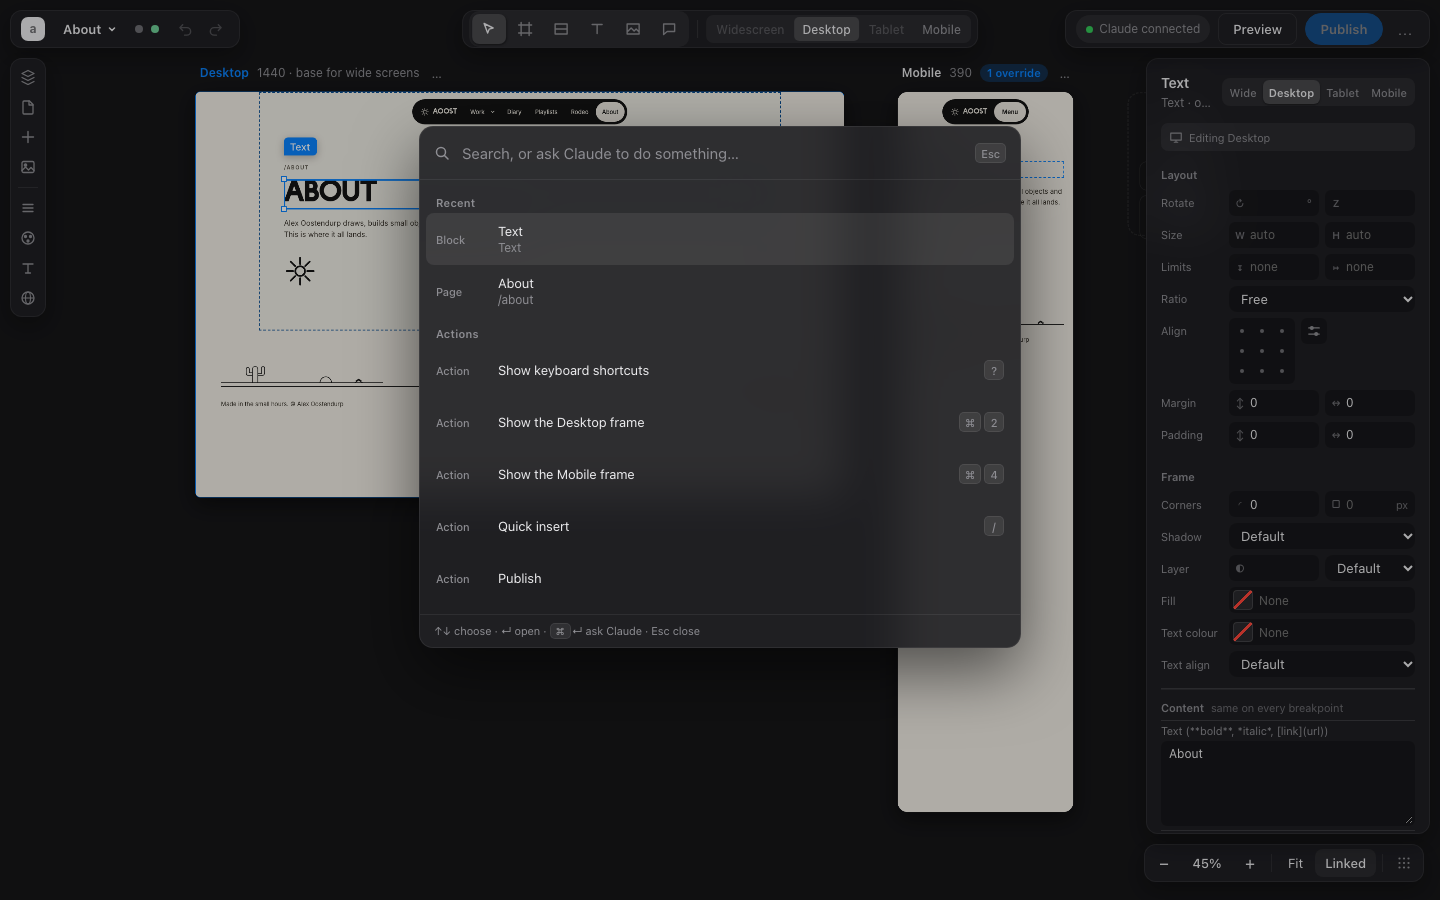 a About
Widescreen Desktop Tablet Mobile
Claude connected Preview Publish ...
Desktop 1440 · base for wide screens ...
Mobile 390 1 override ...
AOOST Work Diary Playlists Rodeo About
AOOST Menu
Text
/ABOUT
ABOUT
Alex Oostendurp draws, builds small ob
This is where it all lands.
Made in the small hours. © Alex Oostendurp
l objects and
e it all lands.
Search, or ask Claude to do something... Esc
Recent
Block Text
Text
Page About
/about
Actions
Action Show keyboard shortcuts ?
Action Show the Desktop frame ⌘ 2
Action Show the Mobile frame ⌘ 4
Action Quick insert /
Action Publish
↑↓ choose · ↵ open · ⌘ ↵ ask Claude · Esc close
Text
Text · o...
Wide Desktop Tablet Mobile
Editing Desktop
Layout
Rotate ° Z
Size W auto H auto
Limits none none
Ratio Free
Align
Margin 0 0
Padding 0 0
Frame
Corners 0 0 px
Shadow Default
Layer Default
Fill None
Text colour None
Text align Default
Content same on every breakpoint
Text (**bold**, *italic*, [link](url))
About
− 45% + Fit Linked